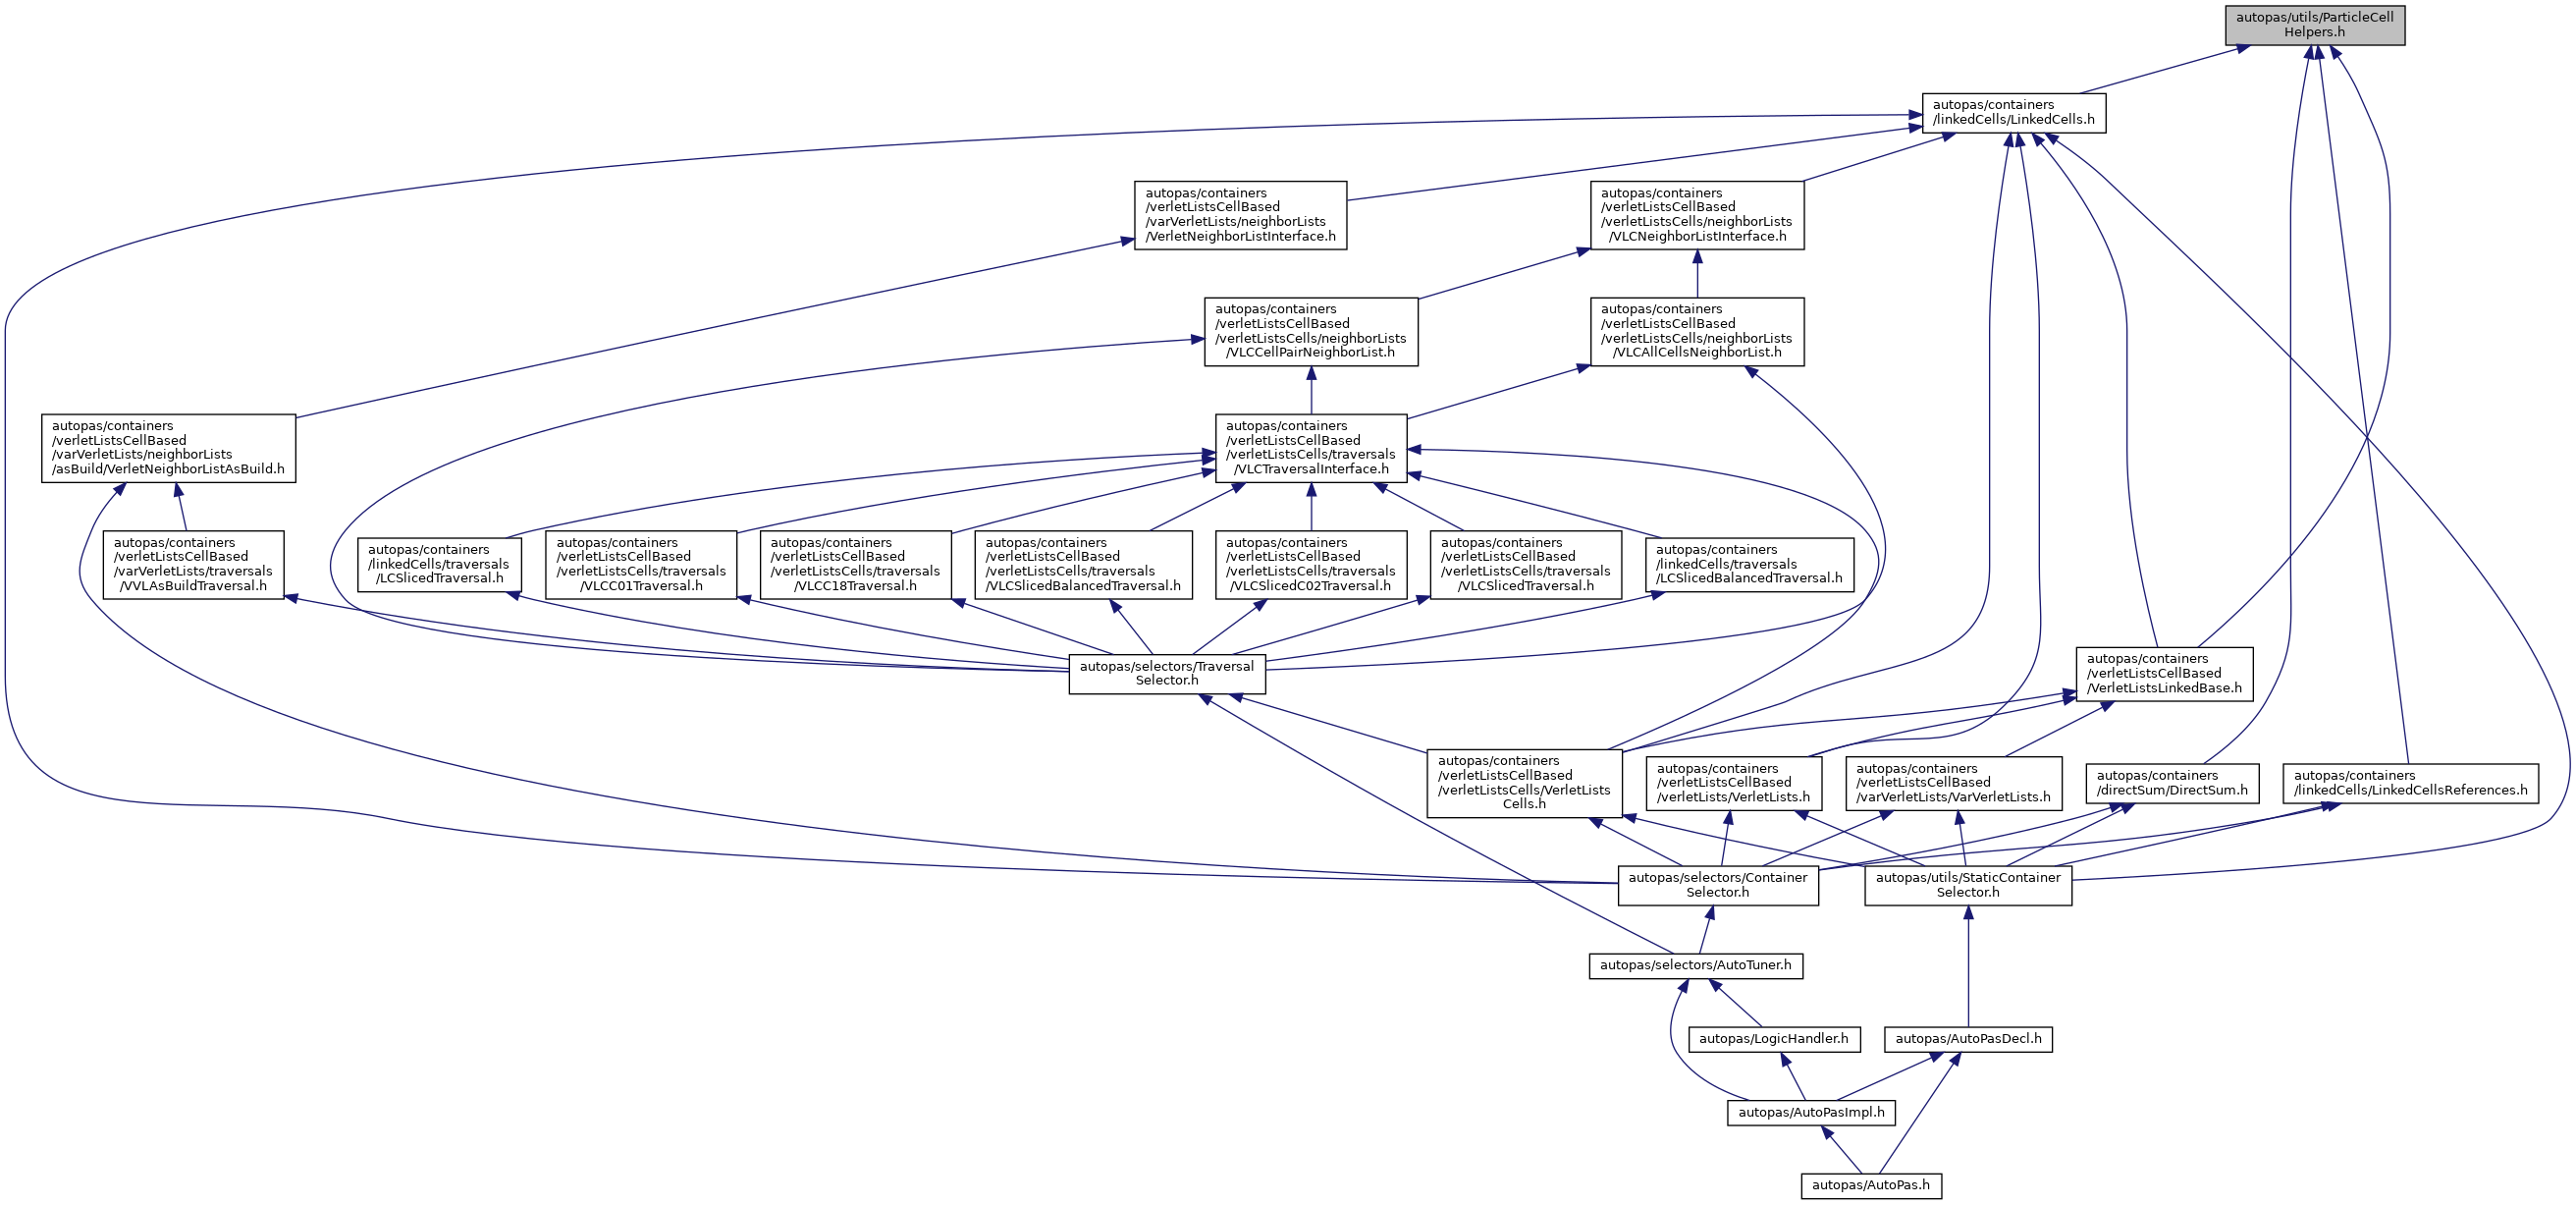 autopas/utils/ParticleCell
Helpers.h
autopas/containers
/linkedCells/LinkedCells.h
autopas/containers
/verletListsCellBased
/varVerletLists/neighborLists
/VerletNeighborListInterface.h
autopas/containers
/verletListsCellBased
/verletListsCells/neighborLists
/VLCNeighborListInterface.h
autopas/containers
/verletListsCellBased
/verletListsCells/neighborLists
/VLCCellPairNeighborList.h
autopas/containers
/verletListsCellBased
/verletListsCells/neighborLists
/VLCAllCellsNeighborList.h
autopas/containers
/verletListsCellBased
/varVerletLists/neighborLists
/asBuild/VerletNeighborListAsBuild.h
autopas/containers
/verletListsCellBased
/verletListsCells/traversals
/VLCTraversalInterface.h
autopas/containers
/verletListsCellBased
/varVerletLists/traversals
/VVLAsBuildTraversal.h
autopas/containers
/linkedCells/traversals
/LCSlicedTraversal.h
autopas/containers
/verletListsCellBased
/verletListsCells/traversals
/VLCC01Traversal.h
autopas/containers
/verletListsCellBased
/verletListsCells/traversals
/VLCC18Traversal.h
autopas/containers
/verletListsCellBased
/verletListsCells/traversals
/VLCSlicedBalancedTraversal.h
autopas/containers
/verletListsCellBased
/verletListsCells/traversals
/VLCSlicedC02Traversal.h
autopas/containers
/verletListsCellBased
/verletListsCells/traversals
/VLCSlicedTraversal.h
autopas/containers
/linkedCells/traversals
/LCSlicedBalancedTraversal.h
autopas/selectors/Traversal
Selector.h
autopas/containers
/verletListsCellBased
/VerletListsLinkedBase.h
autopas/containers
/verletListsCellBased
/verletListsCells/VerletLists
Cells.h
autopas/containers
/verletListsCellBased
/verletLists/VerletLists.h
autopas/containers
/verletListsCellBased
/varVerletLists/VarVerletLists.h
autopas/containers
/directSum/DirectSum.h
autopas/containers
/linkedCells/LinkedCellsReferences.h
autopas/selectors/Container
Selector.h
autopas/utils/StaticContainer
Selector.h
autopas/selectors/AutoTuner.h
autopas/LogicHandler.h
autopas/AutoPasDecl.h
autopas/AutoPasImpl.h
autopas/AutoPas.h